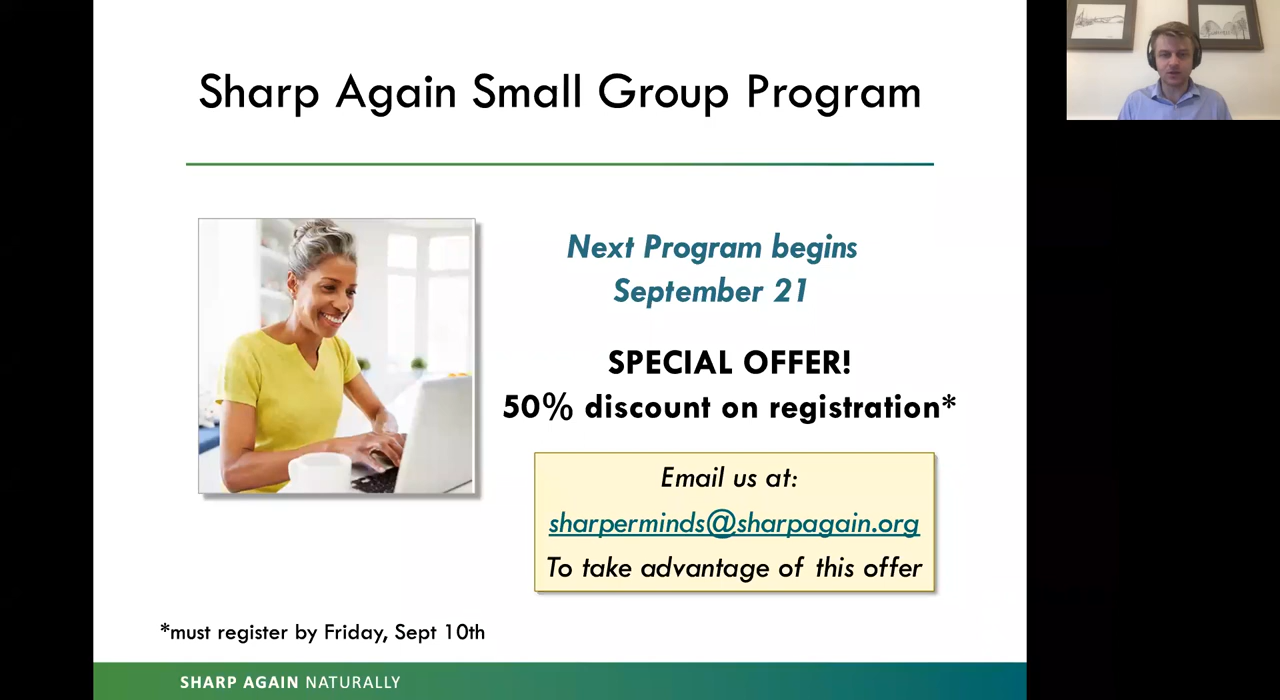 Sharp Again Small Group Program
Next Program begins
September 21
SPECIAL OFFER!
50% discount on registration*
Email us at:
sharperminds@sharpagain.org
To take advantage of this offer
*must register by Friday, Sept 10th
SHARP AGAIN NATURALLY